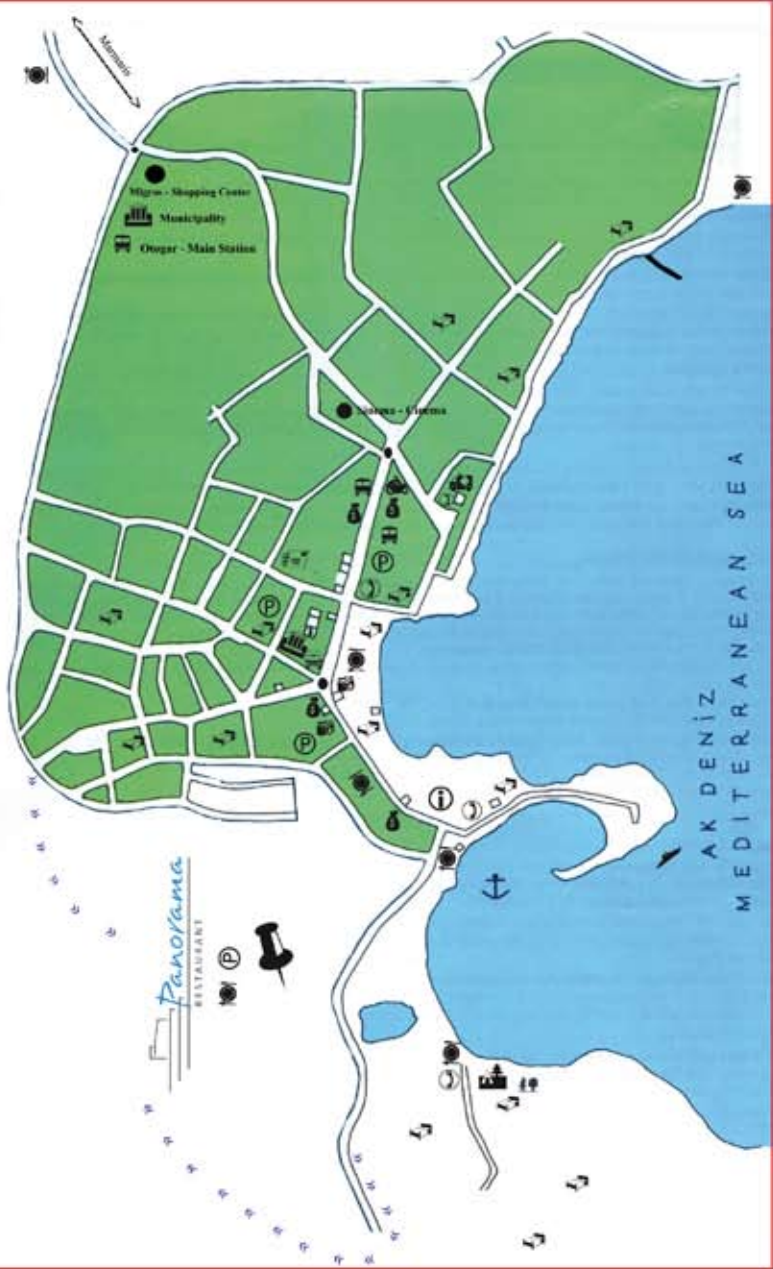 Marmaris
Migros - Shopping Center
Municipality
Otogar - Main Station
Sinema - Cinema
P
P
P
i
Panorama
RESTAURANT
P
AK DENİZ
MEDITERRANEAN SEA